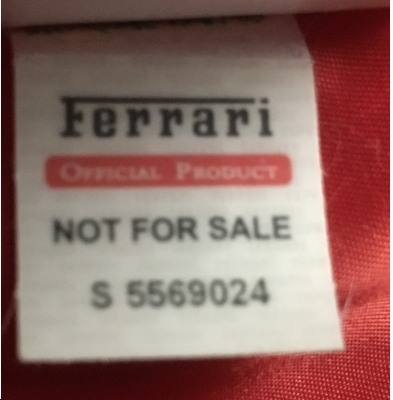 Ferrari
OFFICIAL PRODUCT
NOT FOR SALE
S 5569024